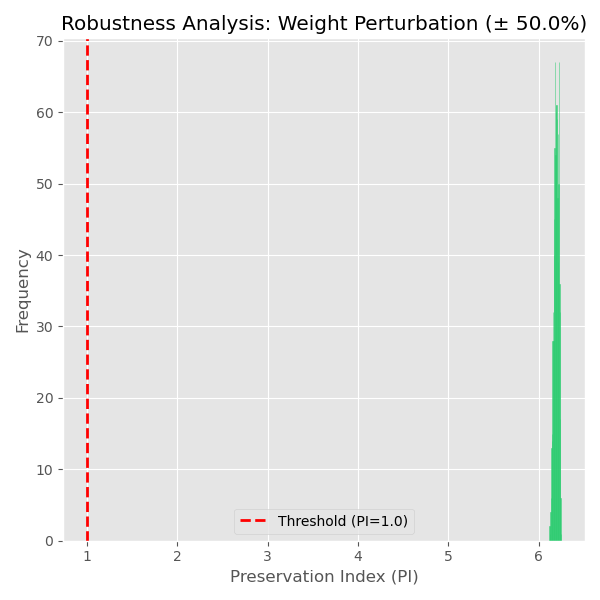 Robustness Analysis: Weight Perturbation (± 50.0%)
70
60
50
40
30
20
10
0
Frequency
Threshold (PI=1.0)
1 2 3 4 5 6
Preservation Index (PI)